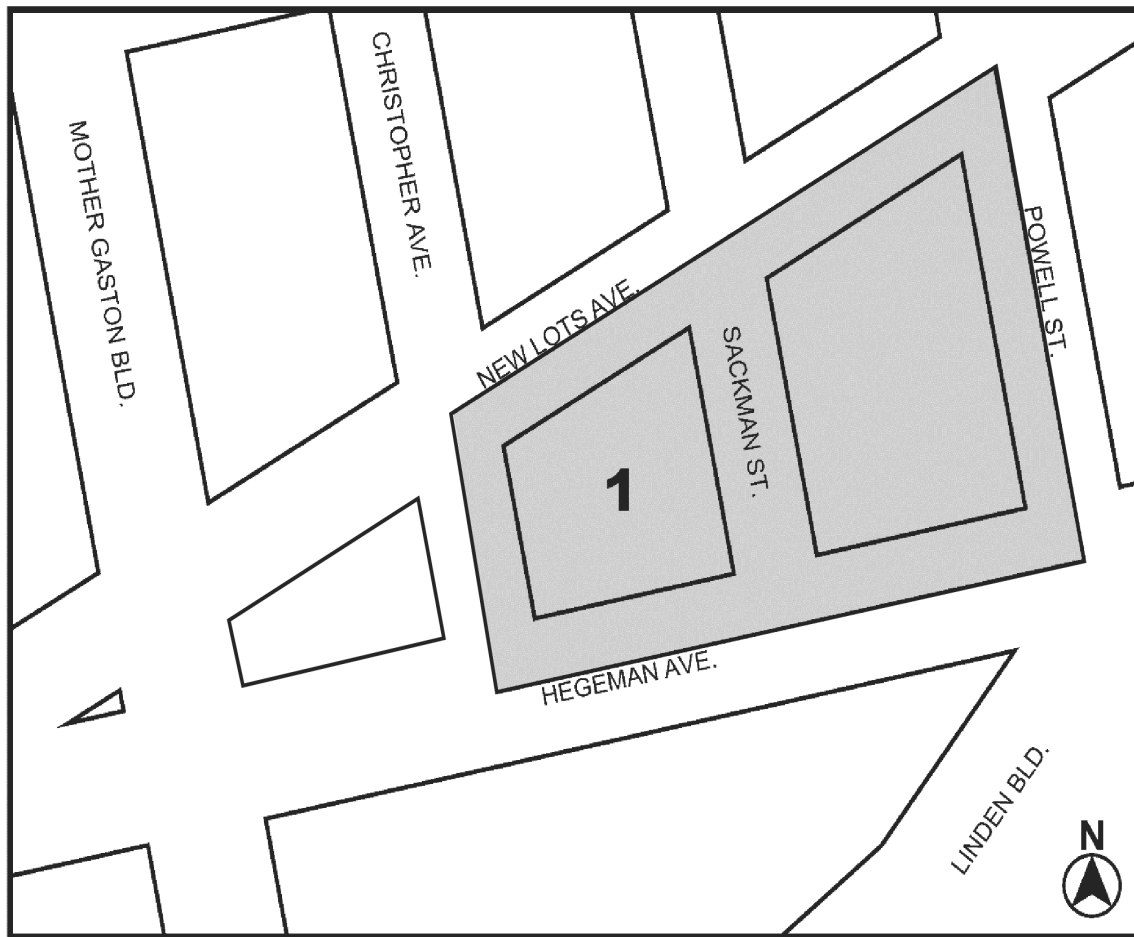 CHRISTOPHER AVE.
MOTHER GASTON BLD.
POWELL ST.
NEW LOTS AVE.
SACKMAN ST.
1
HEGEMAN AVE.
LINDEN BLD.
N